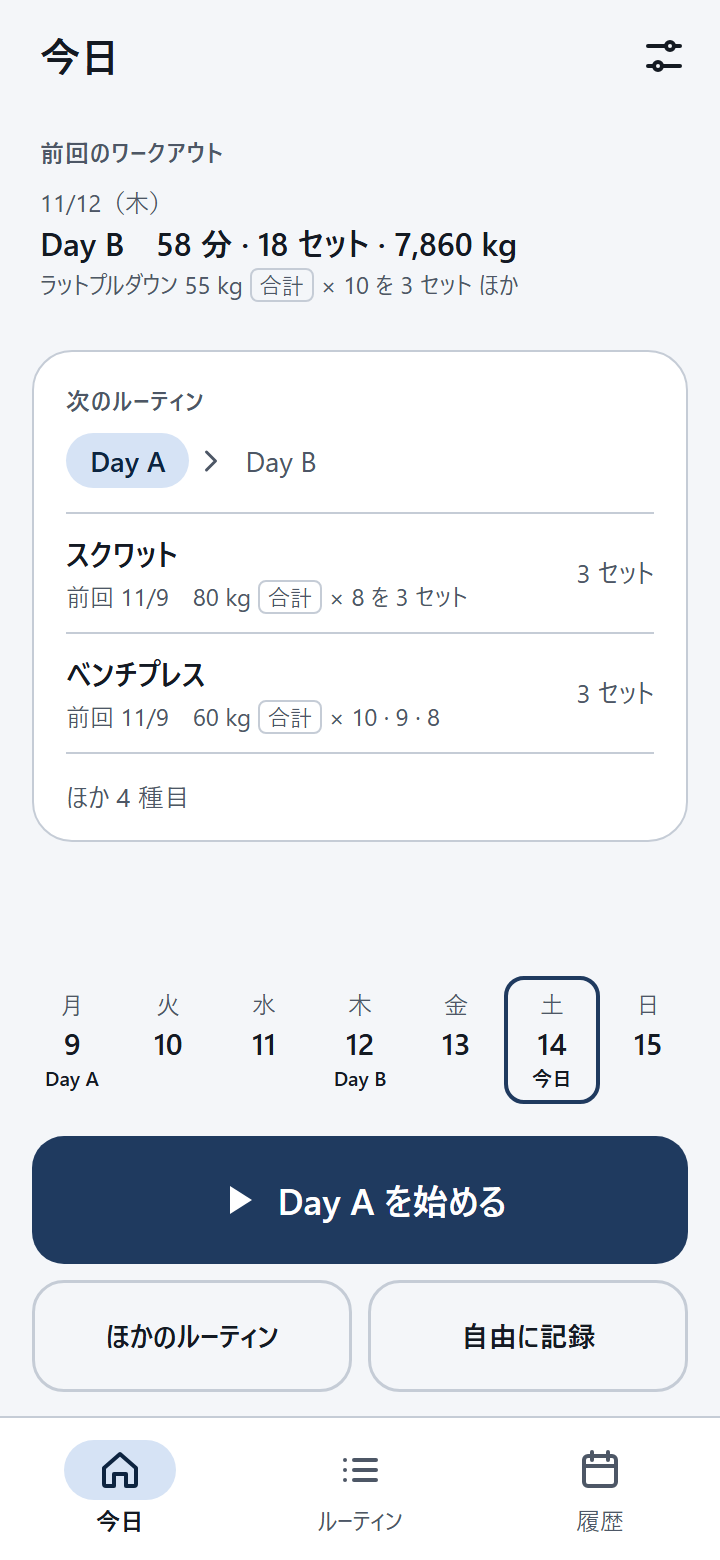 今日
前回のワークアウト
11/12（木）
Day B　58 分 · 18 セット · 7,860 kg
ラットプルダウン 55 kg 合計 × 10 を 3 セット ほか
次のルーティン
Day A > Day B
スクワット
前回 11/9　80 kg 合計 × 8 を 3 セット
3 セット
ベンチプレス
前回 11/9　60 kg 合計 × 10 · 9 · 8
3 セット
ほか 4 種目
月 火 水 木 金 土 日
9 10 11 12 13 14 15
Day A Day B 今日
Day A を始める
ほかのルーティン 自由に記録
今日 ルーティン 履歴